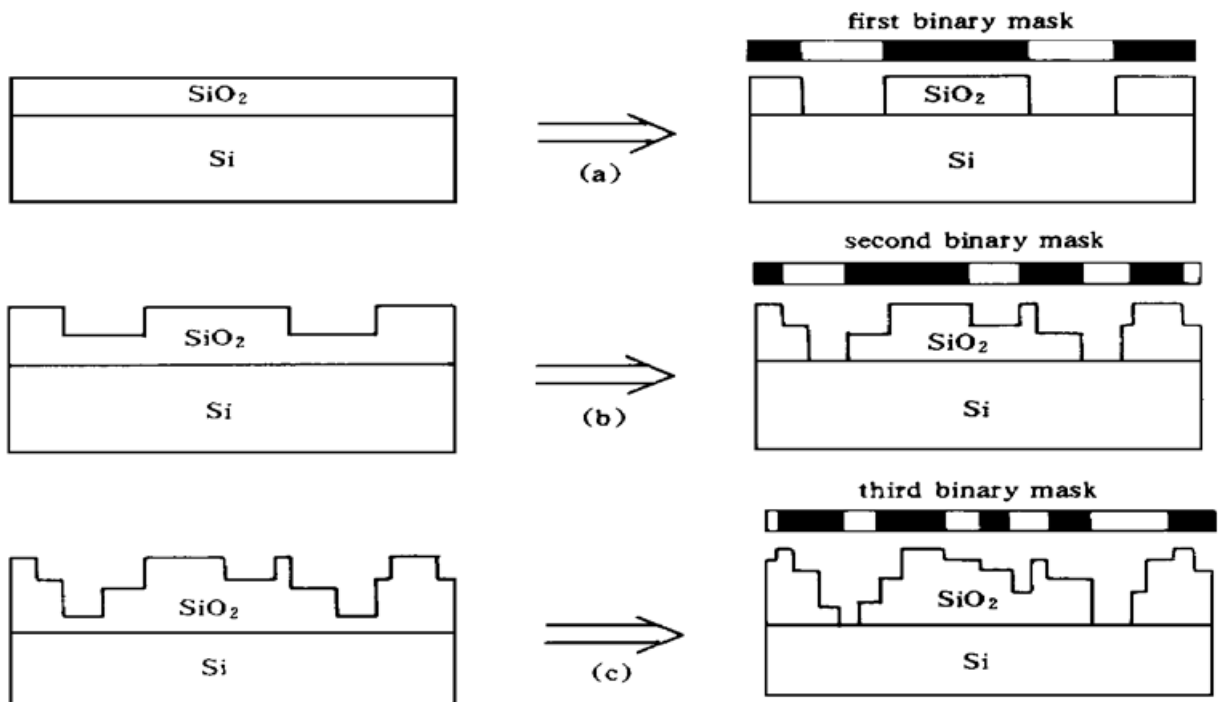 first binary mask
SiO₂
SiO₂
Si
Si
(a)
second binary mask
SiO₂
SiO₂
Si
Si
(b)
third binary mask
SiO₂
SiO₂
Si
Si
(c)